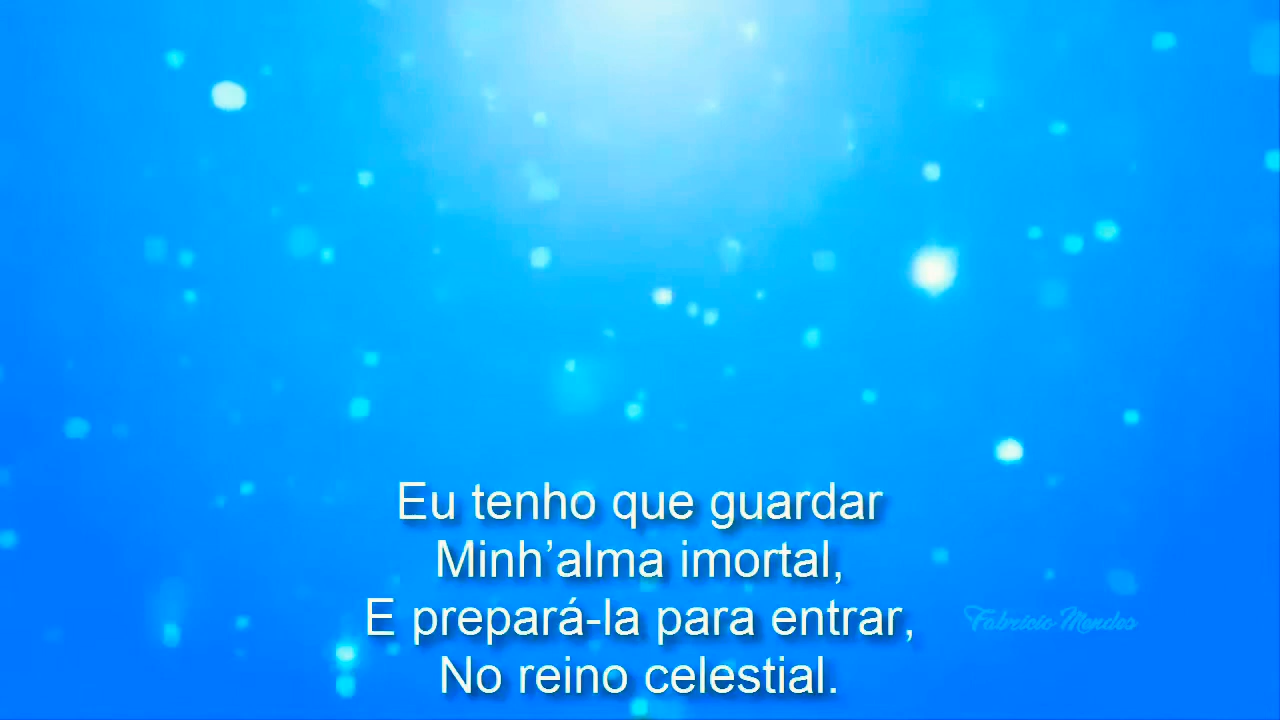 Eu tenho que guardar
Minh’alma imortal,
E prepará-la para entrar,
Fabricio Mendes
No reino celestial.